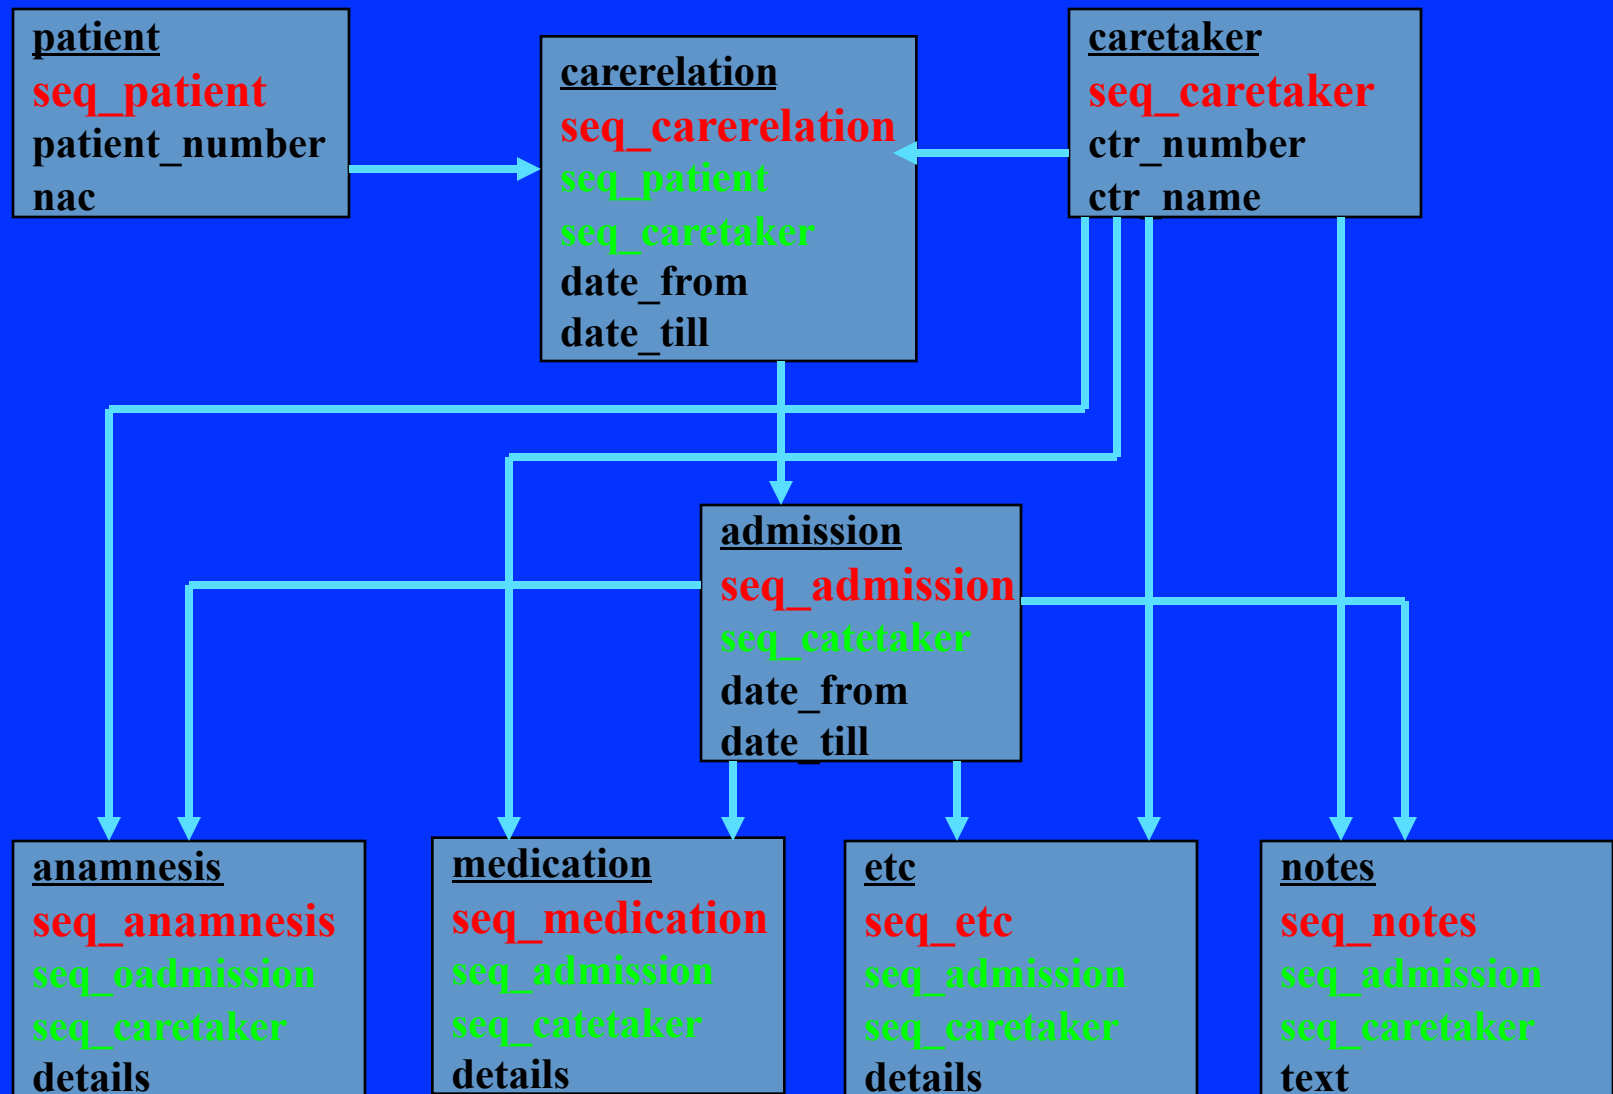 patient
seq_patient
patient_number
nac
carerelation
seq_carerelation
seq_patient
seq_caretaker
date_from
date_till
caretaker
seq_caretaker
ctr_number
ctr_name
admission
seq_admission
seq_catetaker
date_from
date_till
anamnesis
seq_anamnesis
seq_oadmission
seq_caretaker
details
medication
seq_medication
seq_admission
seq_catetaker
details
etc
seq_etc
seq_admission
seq_caretaker
details
notes
seq_notes
seq_admission
seq_caretaker
text